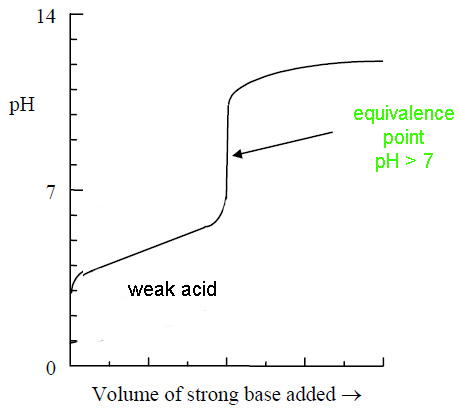 14
pH
equivalence
point
pH > 7
7
weak acid
0
Volume of strong base added →